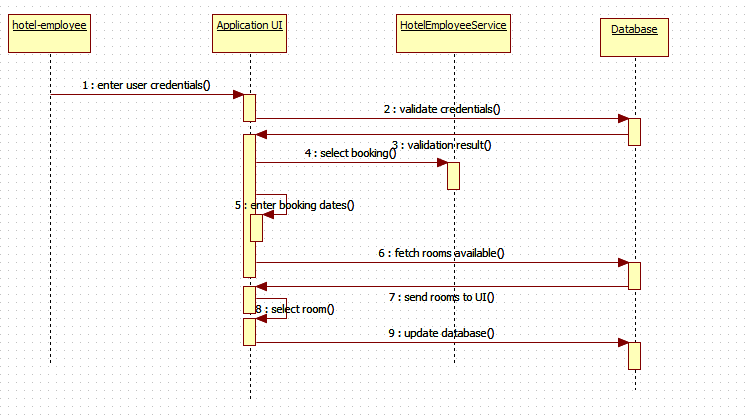 hotel-employee
Application UI
HotelEmployeeService
Database
1 : enter user credentials()
2 : validate credentials()
3 : validation result()
4 : select booking()
5 : enter booking dates()
6 : fetch rooms available()
7 : send rooms to UI()
8 : select room()
9 : update database()